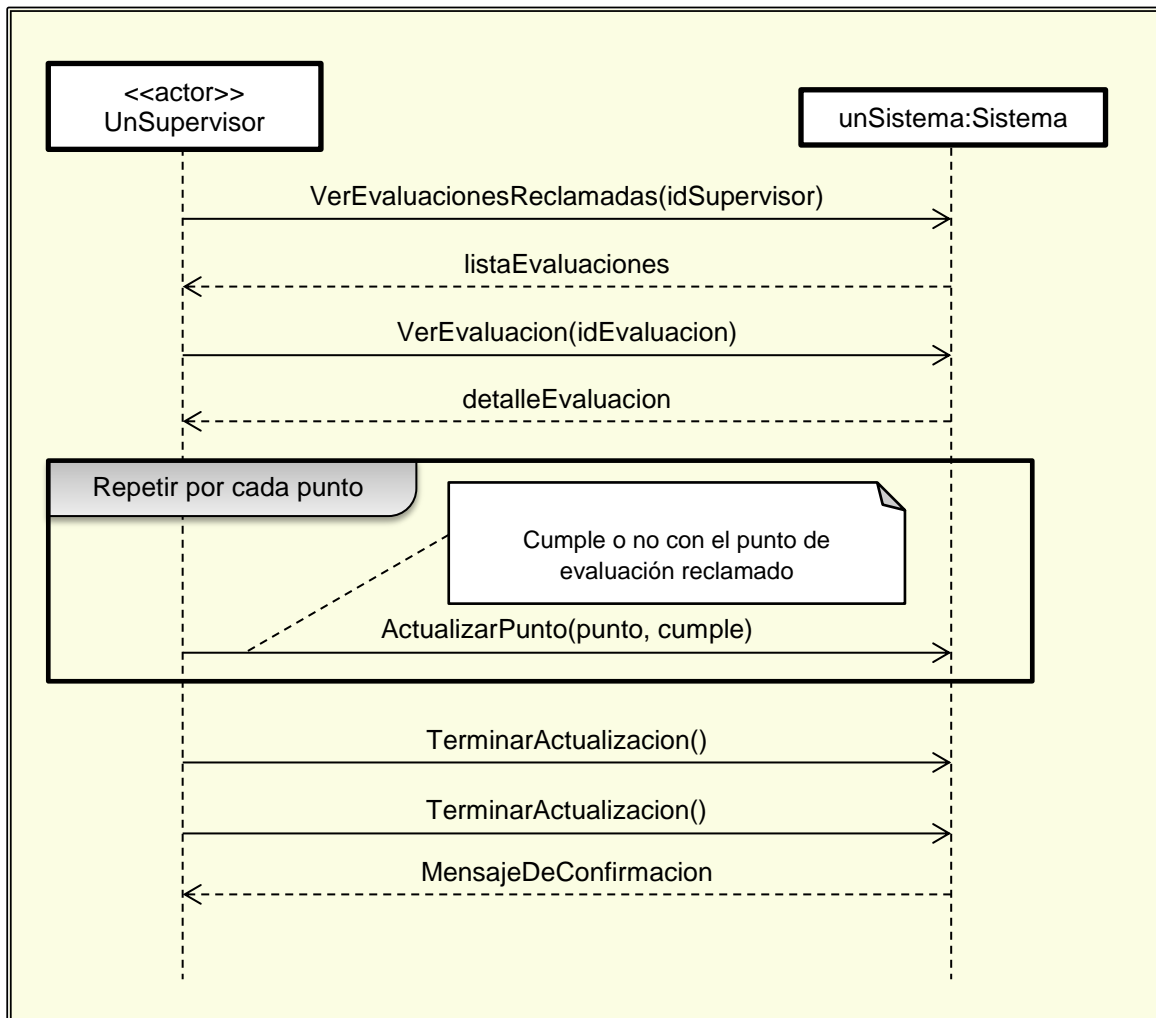 <<actor>>
UnSupervisor
unSistema:Sistema
VerEvaluacionesReclamadas(idSupervisor)
listaEvaluaciones
VerEvaluacion(idEvaluacion)
detalleEvaluacion
Repetir por cada punto
Cumple o no con el punto de
evaluación reclamado
ActualizarPunto(punto, cumple)
TerminarActualizacion()
TerminarActualizacion()
MensajeDeConfirmacion